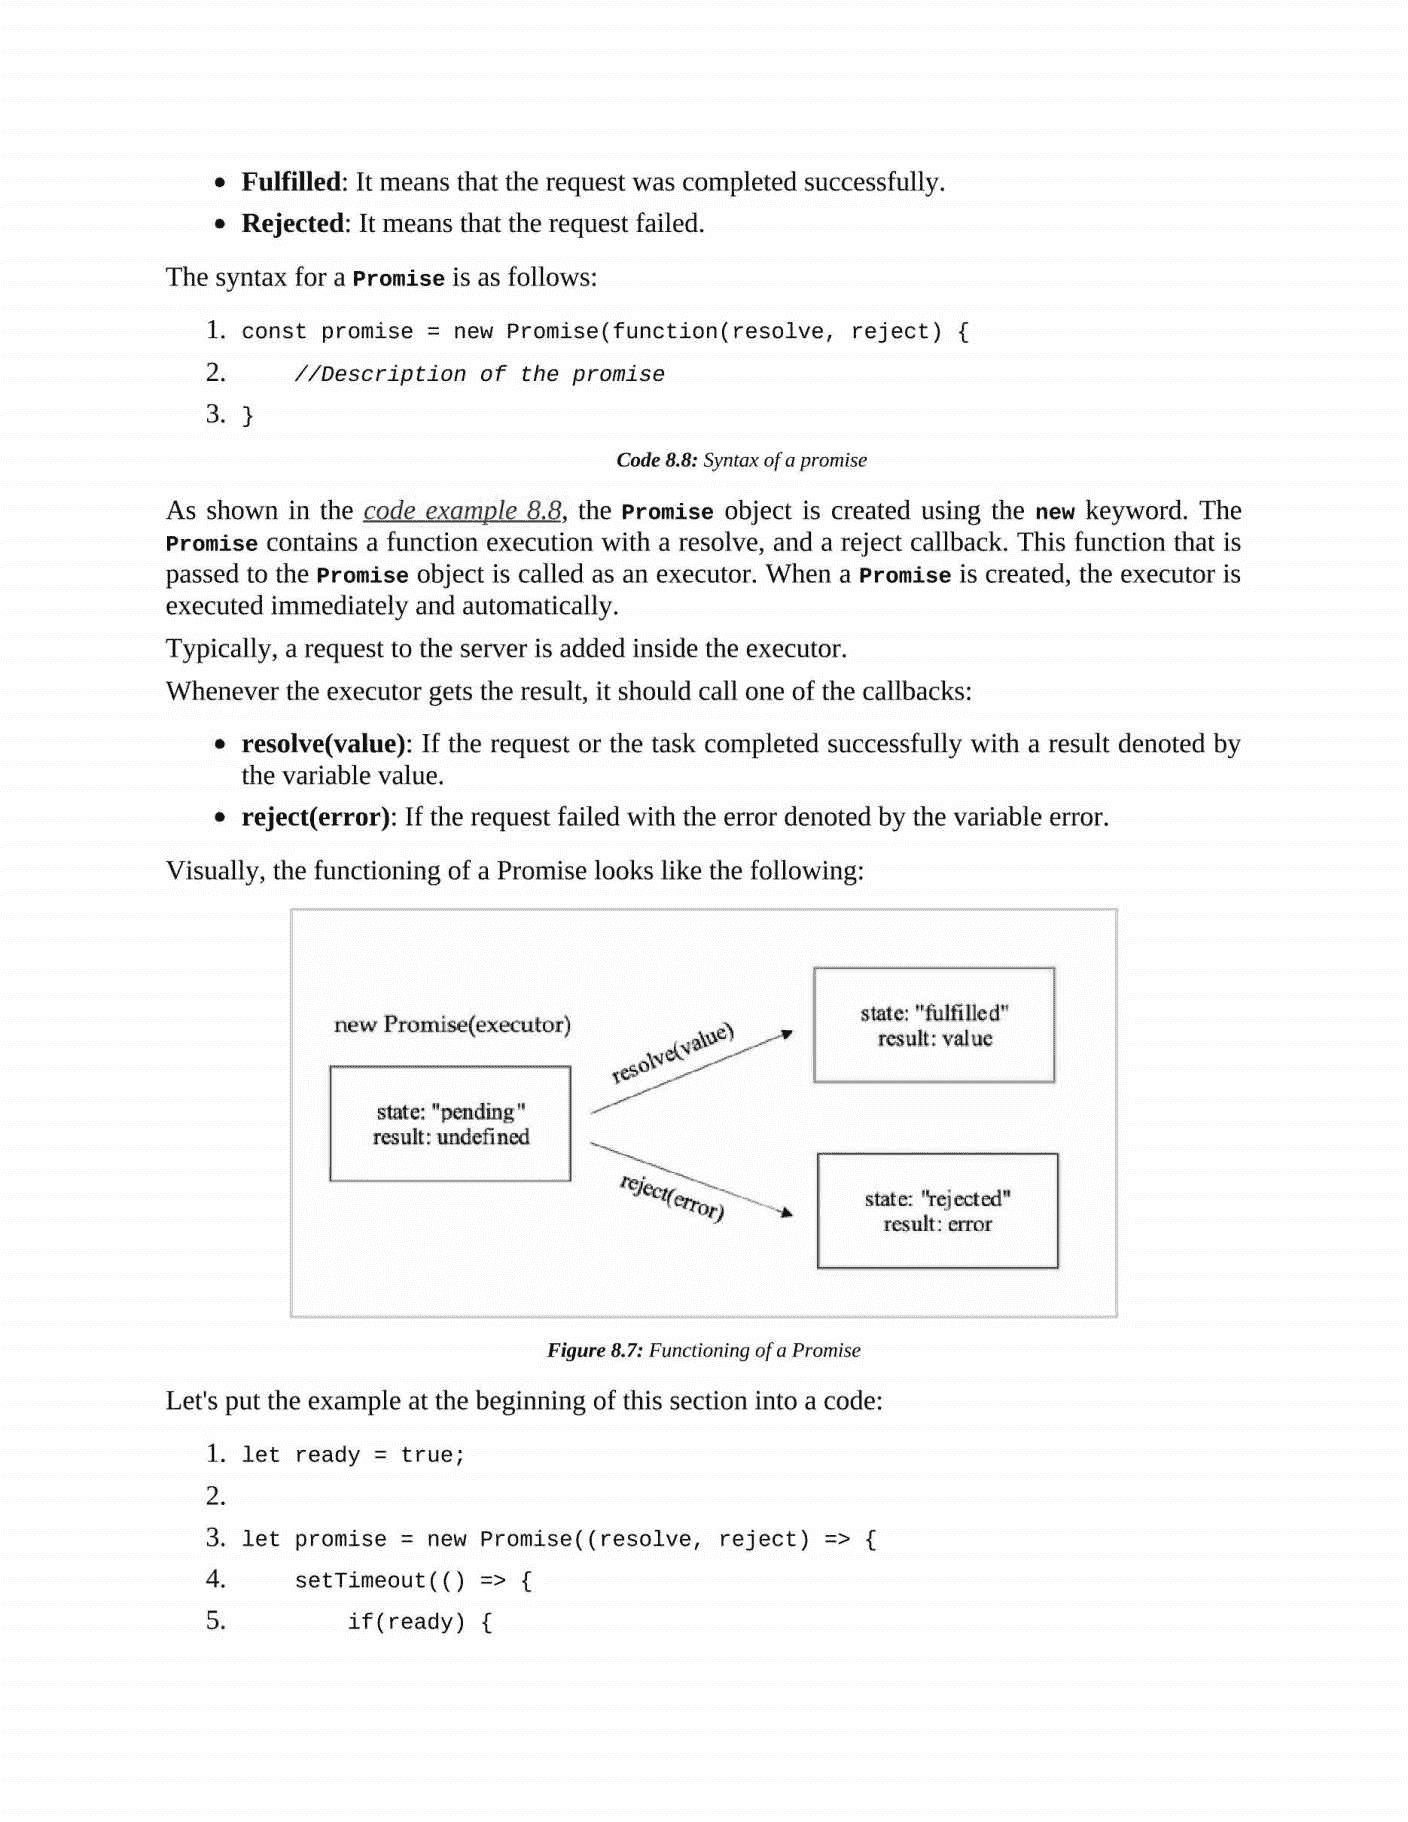 • Fulfilled: It means that the request was completed successfully.
• Rejected: It means that the request failed.
The syntax for a Promise is as follows:
1. const promise = new Promise(function(resolve, reject) {
2.     //Description of the promise
3. }
Code 8.8: Syntax of a promise
As shown in the code example 8.8, the Promise object is created using the new keyword. The
Promise contains a function execution with a resolve, and a reject callback. This function that is
passed to the Promise object is called as an executor. When a Promise is created, the executor is
executed immediately and automatically.
Typically, a request to the server is added inside the executor.
Whenever the executor gets the result, it should call one of the callbacks:
• resolve(value): If the request or the task completed successfully with a result denoted by
the variable value.
• reject(error): If the request failed with the error denoted by the variable error.
Visually, the functioning of a Promise looks like the following:
new Promise(executor)
state: "pending"
result: undefined
resolve(value)
reject(error)
state: "fulfilled"
result: value
state: "rejected"
result: error
Figure 8.7: Functioning of a Promise
Let's put the example at the beginning of this section into a code:
1. let ready = true;
2.
3. let promise = new Promise((resolve, reject) => {
4.     setTimeout(() => {
5.         if(ready) {